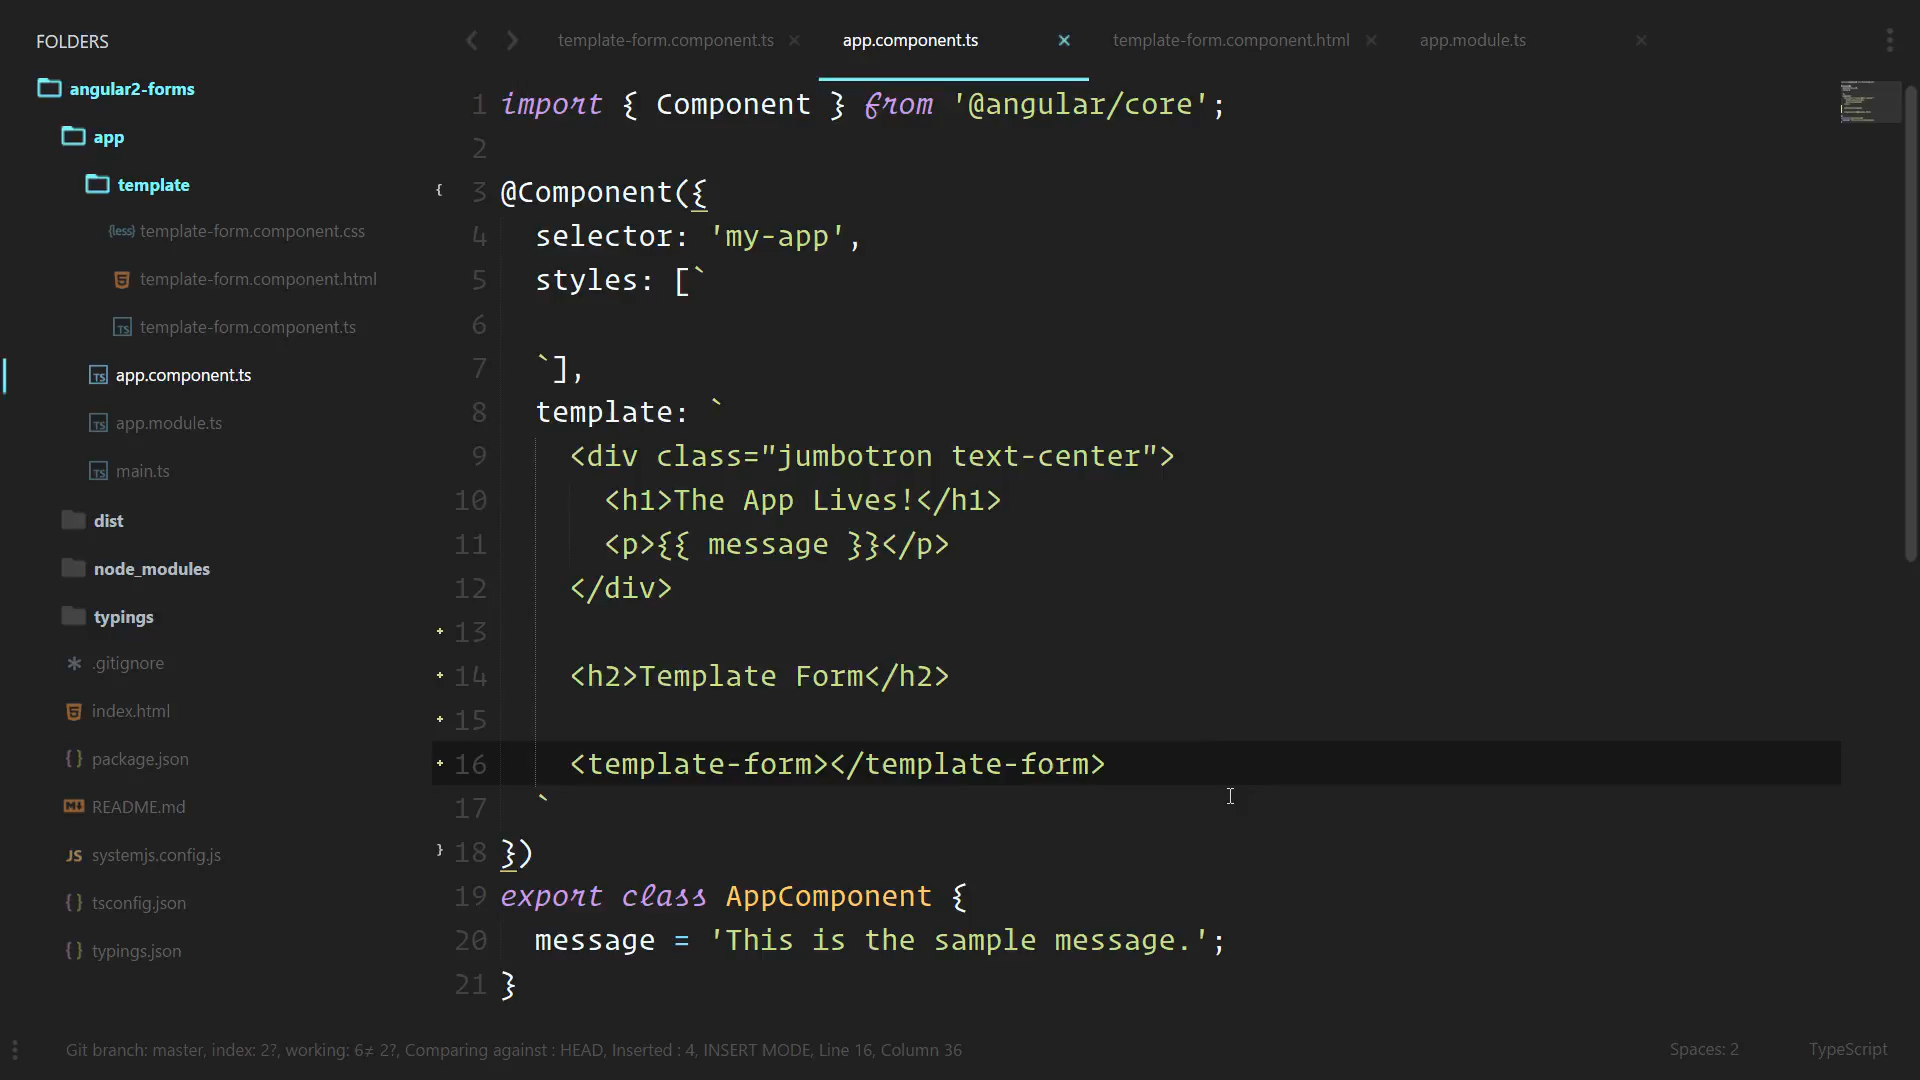 FOLDERS
angular2-forms
app
template
{less} template-form.component.css
template-form.component.html
TS template-form.component.ts
TS app.component.ts
TS app.module.ts
TS main.ts
dist
node_modules
typings
.gitignore
index.html
{} package.json
README.md
JS systemjs.config.js
{} tsconfig.json
{} typings.json
template-form.component.ts
app.component.ts
template-form.component.html
app.module.ts
1 import { Component } from '@angular/core';
2
{ 3 @Component({
4 selector: 'my-app',
5 styles: [`
6
7 `],
8 template: `
9 <div class="jumbotron text-center">
10 <h1>The App Lives!</h1>
11 <p>{{ message }}</p>
12 </div>
+ 13
+ 14 <h2>Template Form</h2>
+ 15
+ 16 <template-form></template-form>
17 `
} 18 })
19 export class AppComponent {
20 message = 'This is the sample message.';
21 }
Git branch: master, index: 2?, working: 6≠ 2?, Comparing against : HEAD, Inserted : 4, INSERT MODE, Line 16, Column 36
Spaces: 2
TypeScript